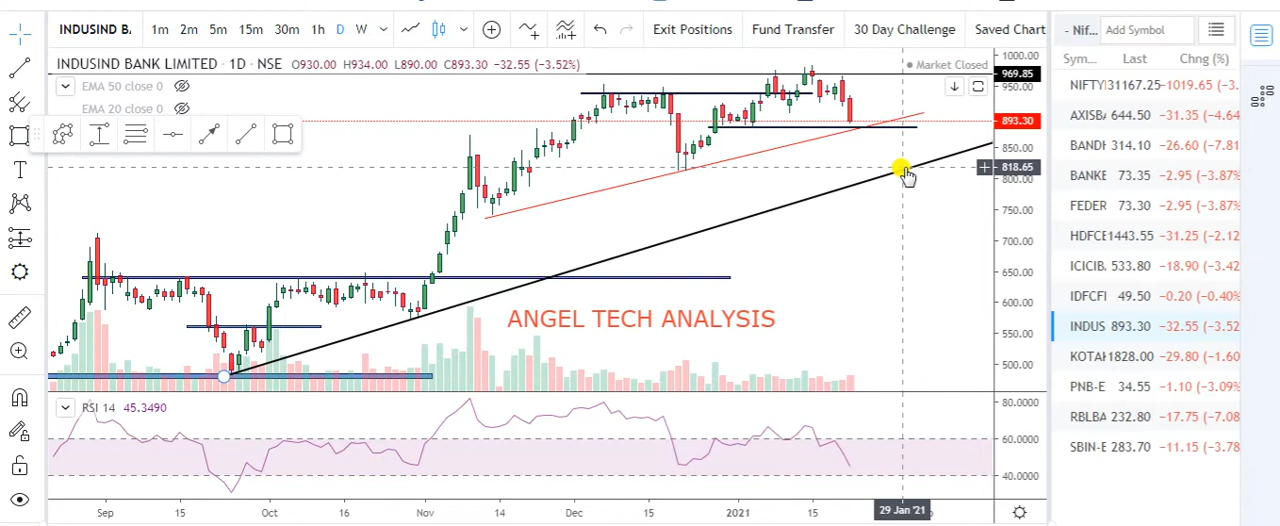 INDUSIND B. 1m 2m 5m 15m 30m 1h D W Exit Positions Fund Transfer 30 Day Challenge Saved Chart
INDUSIND BANK LIMITED · 1D · NSE O930.00 H934.00 L890.00 C893.30 −32.55 (−3.52%)
Market Closed
EMA 50 close 0
EMA 20 close 0
1000.00
969.85
950.00
893.30
850.00
818.65
800.00
750.00
700.00
650.00
600.00
550.00
500.00
ANGEL TECH ANALYSIS
RSI 14 45.3490
80.0000
60.0000
40.0000
Sep 15 Oct 16 Nov 13 Dec 15 2021 15 29 Jan '21
- Nif... Add Symbol
Sym... Last Chng (%)
NIFTY 31167.25 −1019.65 (−3.
AXISB 644.50 −31.35 (−4.64
BANDI 314.10 −26.60 (−7.81
BANKE 73.35 −2.95 (−3.87%
FEDER 73.30 −2.95 (−3.87%
HDFCE 1443.55 −31.25 (−2.12
ICICIB. 533.80 −18.90 (−3.42
IDFCFI 49.50 −0.20 (−0.40%
INDUS 893.30 −32.55 (−3.52
KOTAK 1828.00 −29.80 (−1.60
PNB-E 34.55 −1.10 (−3.09%
RBLBA 232.80 −17.75 (−7.08
SBIN-E 283.70 −11.15 (−3.78